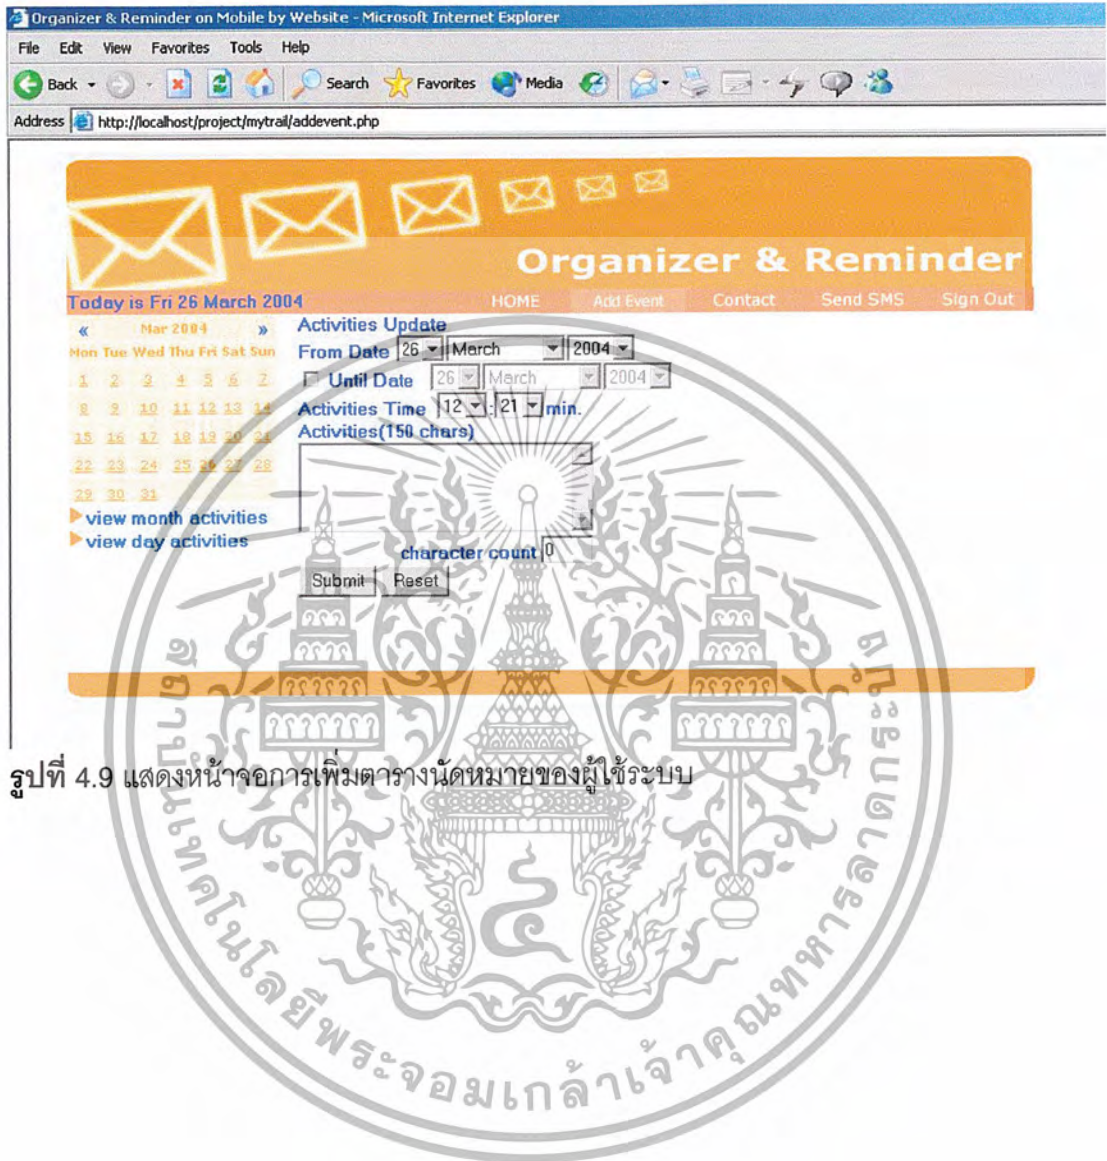 Organizer & Reminder on Mobile by Website - Microsoft Internet Explorer
File Edit View Favorites Tools Help
Back Search Favorites Media
Address http://localhost/project/mytrail/addevent.php
Organizer & Reminder
Today is Fri 26 March 2004 HOME Add Event Contact Send SMS Sign Out
« Mar 2004 »
Mon Tue Wed Thu Fri Sat Sun
1 2 3 4 5 6 7
8 9 10 11 12 13 14
15 16 17 18 19 20 21
22 23 24 25 26 27 28
29 30 31
view month activities
view day activities
Activities Update
From Date 26 March 2004
Until Date 26 March 2004
Activities Time 12 : 21 min.
Activities(150 chars)
character count 0
Submit Reset
รูปที่ 4.9 แสดงหน้าจอการเพิ่มตารางนัดหมายของผู้ใช้ระบบ
สถาบันเทคโนโลยีพระจอมเกล้าเจ้าคุณทหารลาดกระบัง